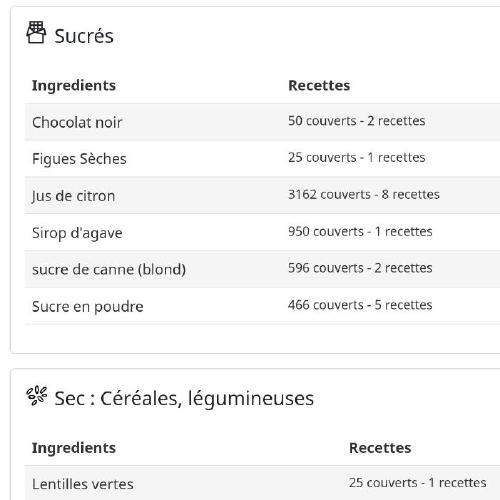 Sucrés
Ingredients Recettes
Chocolat noir 50 couverts - 2 recettes
Figues Sèches 25 couverts - 1 recettes
Jus de citron 3162 couverts - 8 recettes
Sirop d'agave 950 couverts - 1 recettes
sucre de canne (blond) 596 couverts - 2 recettes
Sucre en poudre 466 couverts - 5 recettes
Sec : Céréales, légumineuses
Ingredients Recettes
Lentilles vertes 25 couverts - 1 recettes